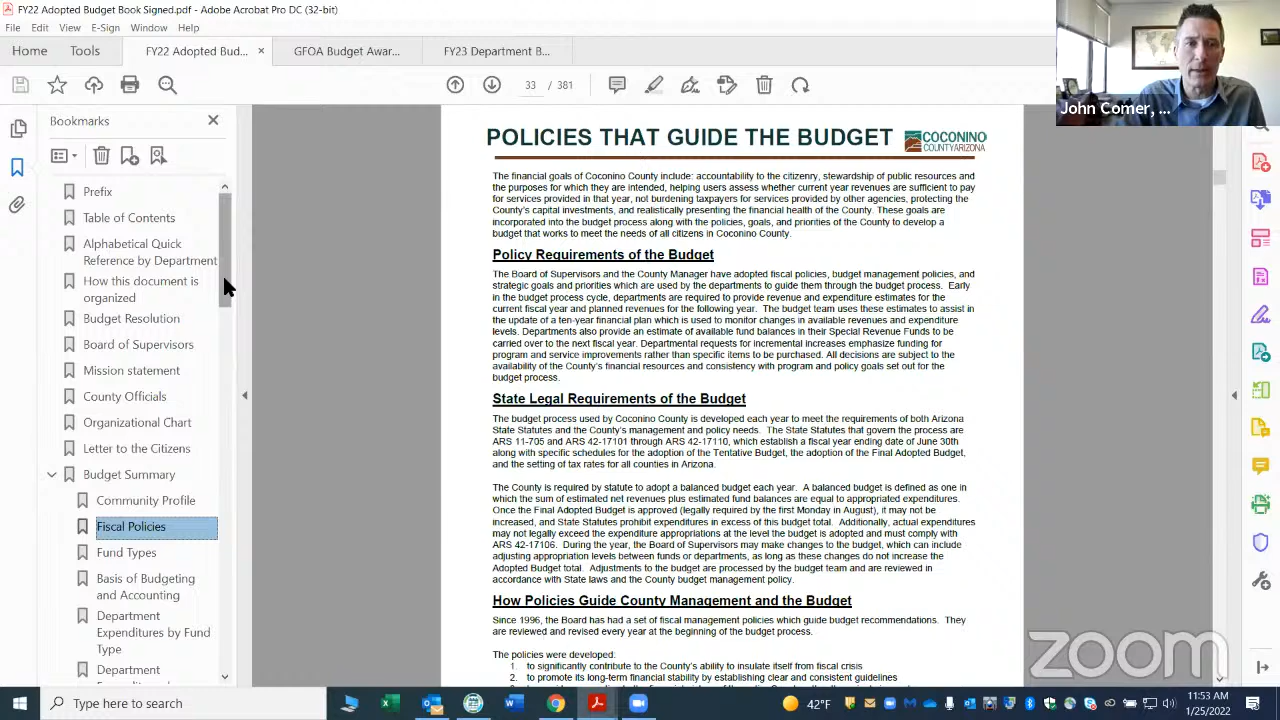 FY22 Adopted Budget Book Signed.pdf - Adobe Acrobat Pro DC (32-bit)
File Edit View E-Sign Window Help
Home Tools FY22 Adopted Bud... × GFOA Budget Awar... FY23 Department B...
33 / 381
John Comer, ...
Bookmarks
Prefix
Table of Contents
Alphabetical Quick
Reference by Department
How this document is
organized
Budget Resolution
Board of Supervisors
Mission statement
County Officials
Organizational Chart
Letter to the Citizens
Budget Summary
Community Profile
Fiscal Policies
Fund Types
Basis of Budgeting
and Accounting
Department
Expenditures by Fund
Type
Department
POLICIES THAT GUIDE THE BUDGET
COCONINO
COUNTY ARIZONA
The financial goals of Coconino County include: accountability to the citizenry, stewardship of public resources and
the purposes for which they are intended, helping users assess whether current year revenues are sufficient to pay
for services provided in that year, not burdening taxpayers for services provided by other agencies, protecting the
County's capital investments, and realistically presenting the financial health of the County. These goals are
incorporated into the budget process along with the policies, goals, and priorities of the County to develop a
budget that works to meet the needs of all citizens in Coconino County.
Policy Requirements of the Budget
The Board of Supervisors and the County Manager have adopted fiscal policies, budget management policies, and
strategic goals and priorities which are used by the departments to guide them through the budget process. Early
in the budget process cycle, departments are required to provide revenue and expenditure estimates for the
current fiscal year and planned revenues for the following year. The budget team uses these estimates to assist in
the update of a ten-year financial plan which is used to monitor changes in available revenues and expenditure
levels. Departments also provide an estimate of available fund balances in their Special Revenue Funds to be
carried over to the next fiscal year. Departmental requests for incremental increases emphasize funding for
program and service improvements rather than specific items to be purchased. All decisions are subject to the
availability of the County's financial resources and consistency with program and policy goals set out for the
budget process.
State Legal Requirements of the Budget
The budget process used by Coconino County is developed each year to meet the requirements of both Arizona
State Statutes and the County's management and policy needs. The State Statutes that govern the process are
ARS 11-705 and ARS 42-17101 through ARS 42-17110, which establish a fiscal year ending date of June 30th
along with specific schedules for the adoption of the Tentative Budget, the adoption of the Final Adopted Budget,
and the setting of tax rates for all counties in Arizona.
The County is required by statute to adopt a balanced budget each year. A balanced budget is defined as one in
which the sum of estimated net revenues plus estimated fund balances are equal to appropriated expenditures.
Once the Final Adopted Budget is approved (legally required by the first Monday in August), it may not be
increased, and State Statutes prohibit expenditures in excess of this budget total. Additionally, actual expenditures
may not legally exceed the expenditure appropriations at the level the budget is adopted and must comply with
ARS 42-17106. During the year, the Board of Supervisors may make changes to the budget, which can include
adjusting appropriation levels between funds or departments, as long as these changes do not increase the
Adopted Budget total. Adjustments to the budget are processed by the budget team and are reviewed in
accordance with State laws and the County budget management policy.
How Policies Guide County Management and the Budget
Since 1996, the Board has had a set of fiscal management policies which guide budget recommendations. They
are reviewed and revised every year at the beginning of the budget process.
The policies were developed:
1. to significantly contribute to the County's ability to insulate itself from fiscal crisis
2. to promote its long-term financial stability by establishing clear and consistent guidelines
zoom
Type here to search
42°F
11:53 AM
1/25/2022